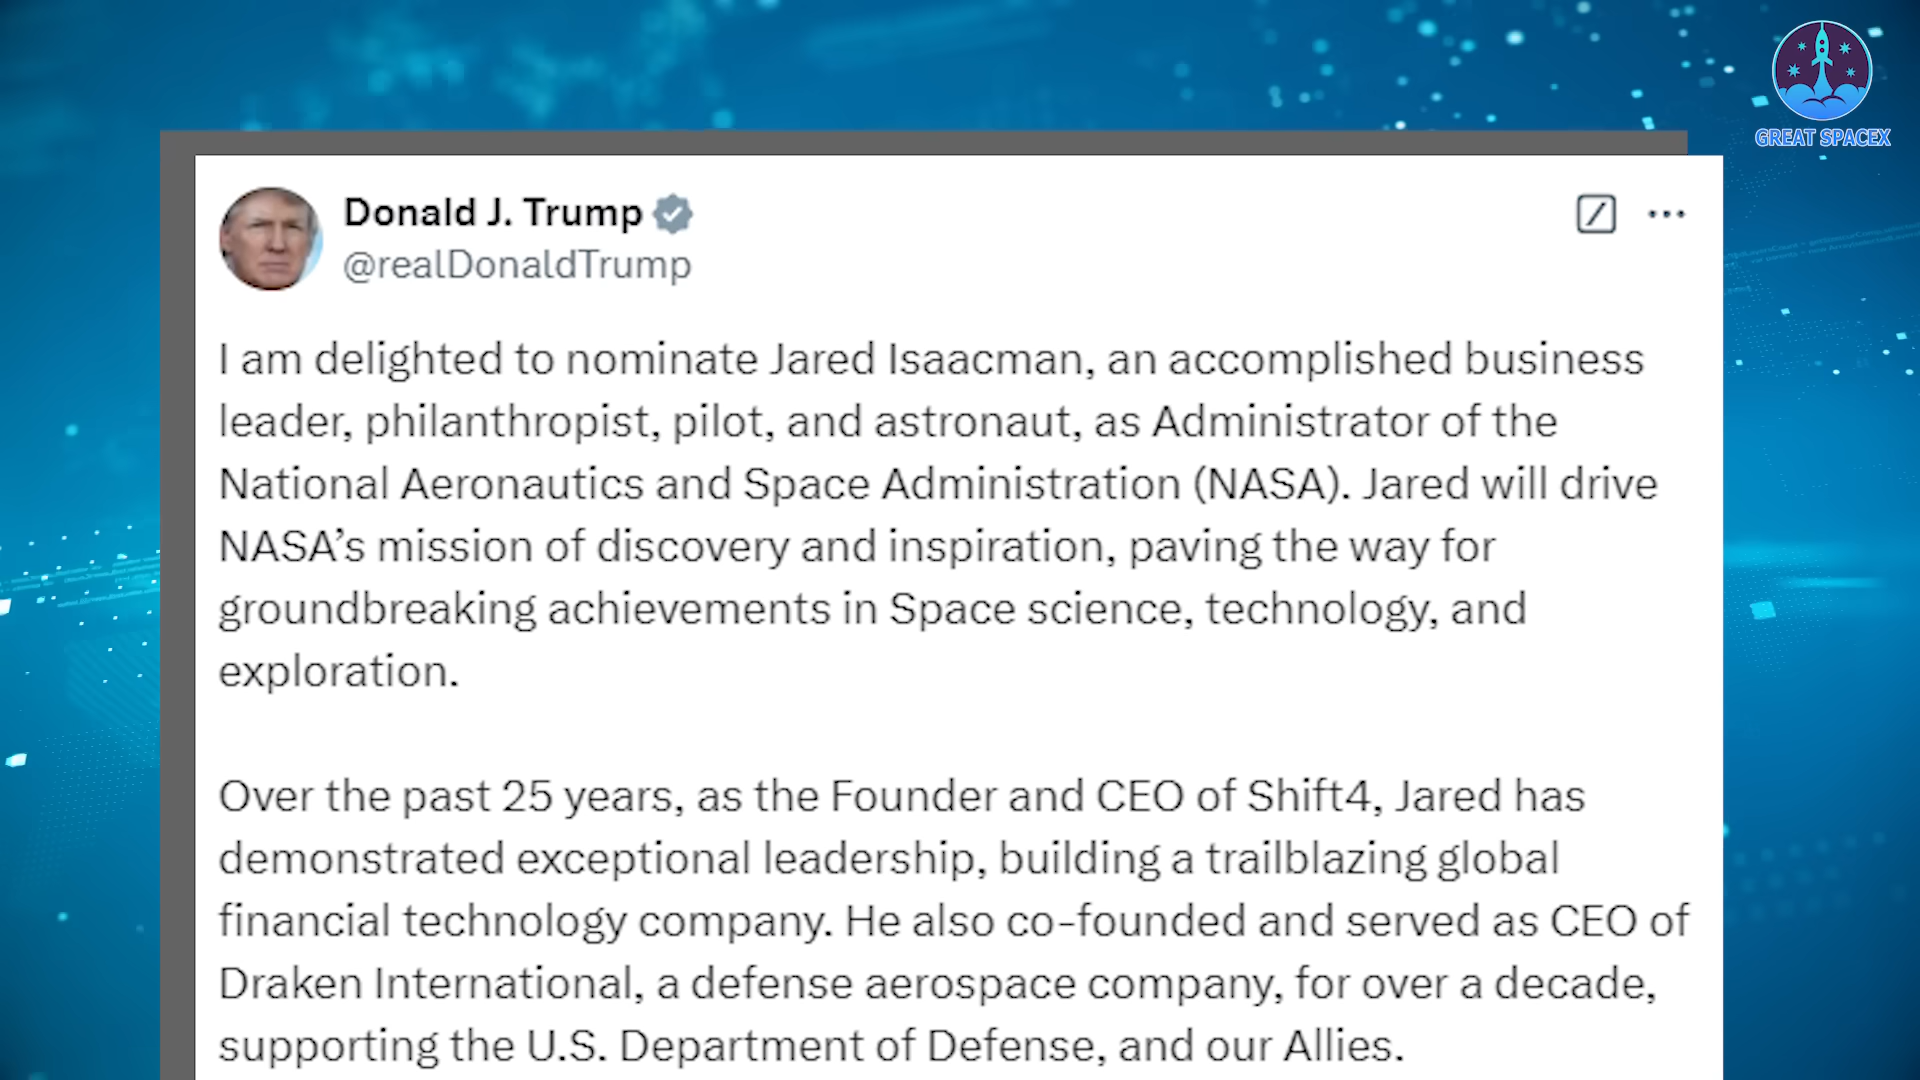 GREAT SPACEX
Donald J. Trump
@realDonaldTrump
I am delighted to nominate Jared Isaacman, an accomplished business
leader, philanthropist, pilot, and astronaut, as Administrator of the
National Aeronautics and Space Administration (NASA). Jared will drive
NASA’s mission of discovery and inspiration, paving the way for
groundbreaking achievements in Space science, technology, and
exploration.
Over the past 25 years, as the Founder and CEO of Shift4, Jared has
demonstrated exceptional leadership, building a trailblazing global
financial technology company. He also co-founded and served as CEO of
Draken International, a defense aerospace company, for over a decade,
supporting the U.S. Department of Defense, and our Allies.